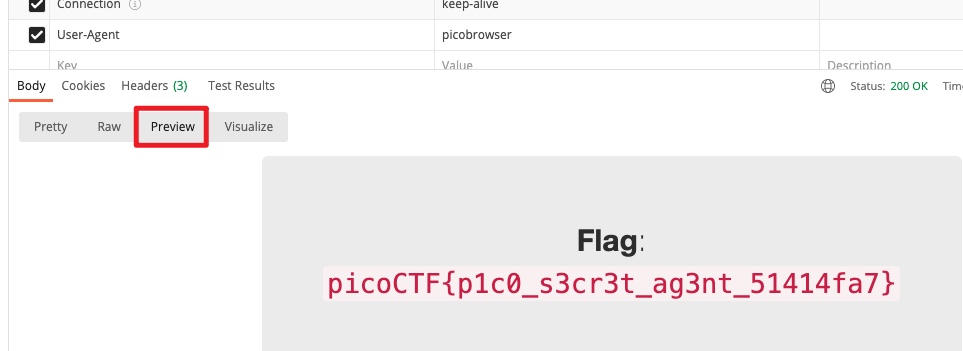 Connection keep-alive
User-Agent picobrowser
Key Value Description
Body Cookies Headers (3) Test Results Status: 200 OK
Pretty Raw Preview Visualize
Flag:
picoCTF{p1c0_s3cr3t_ag3nt_51414fa7}